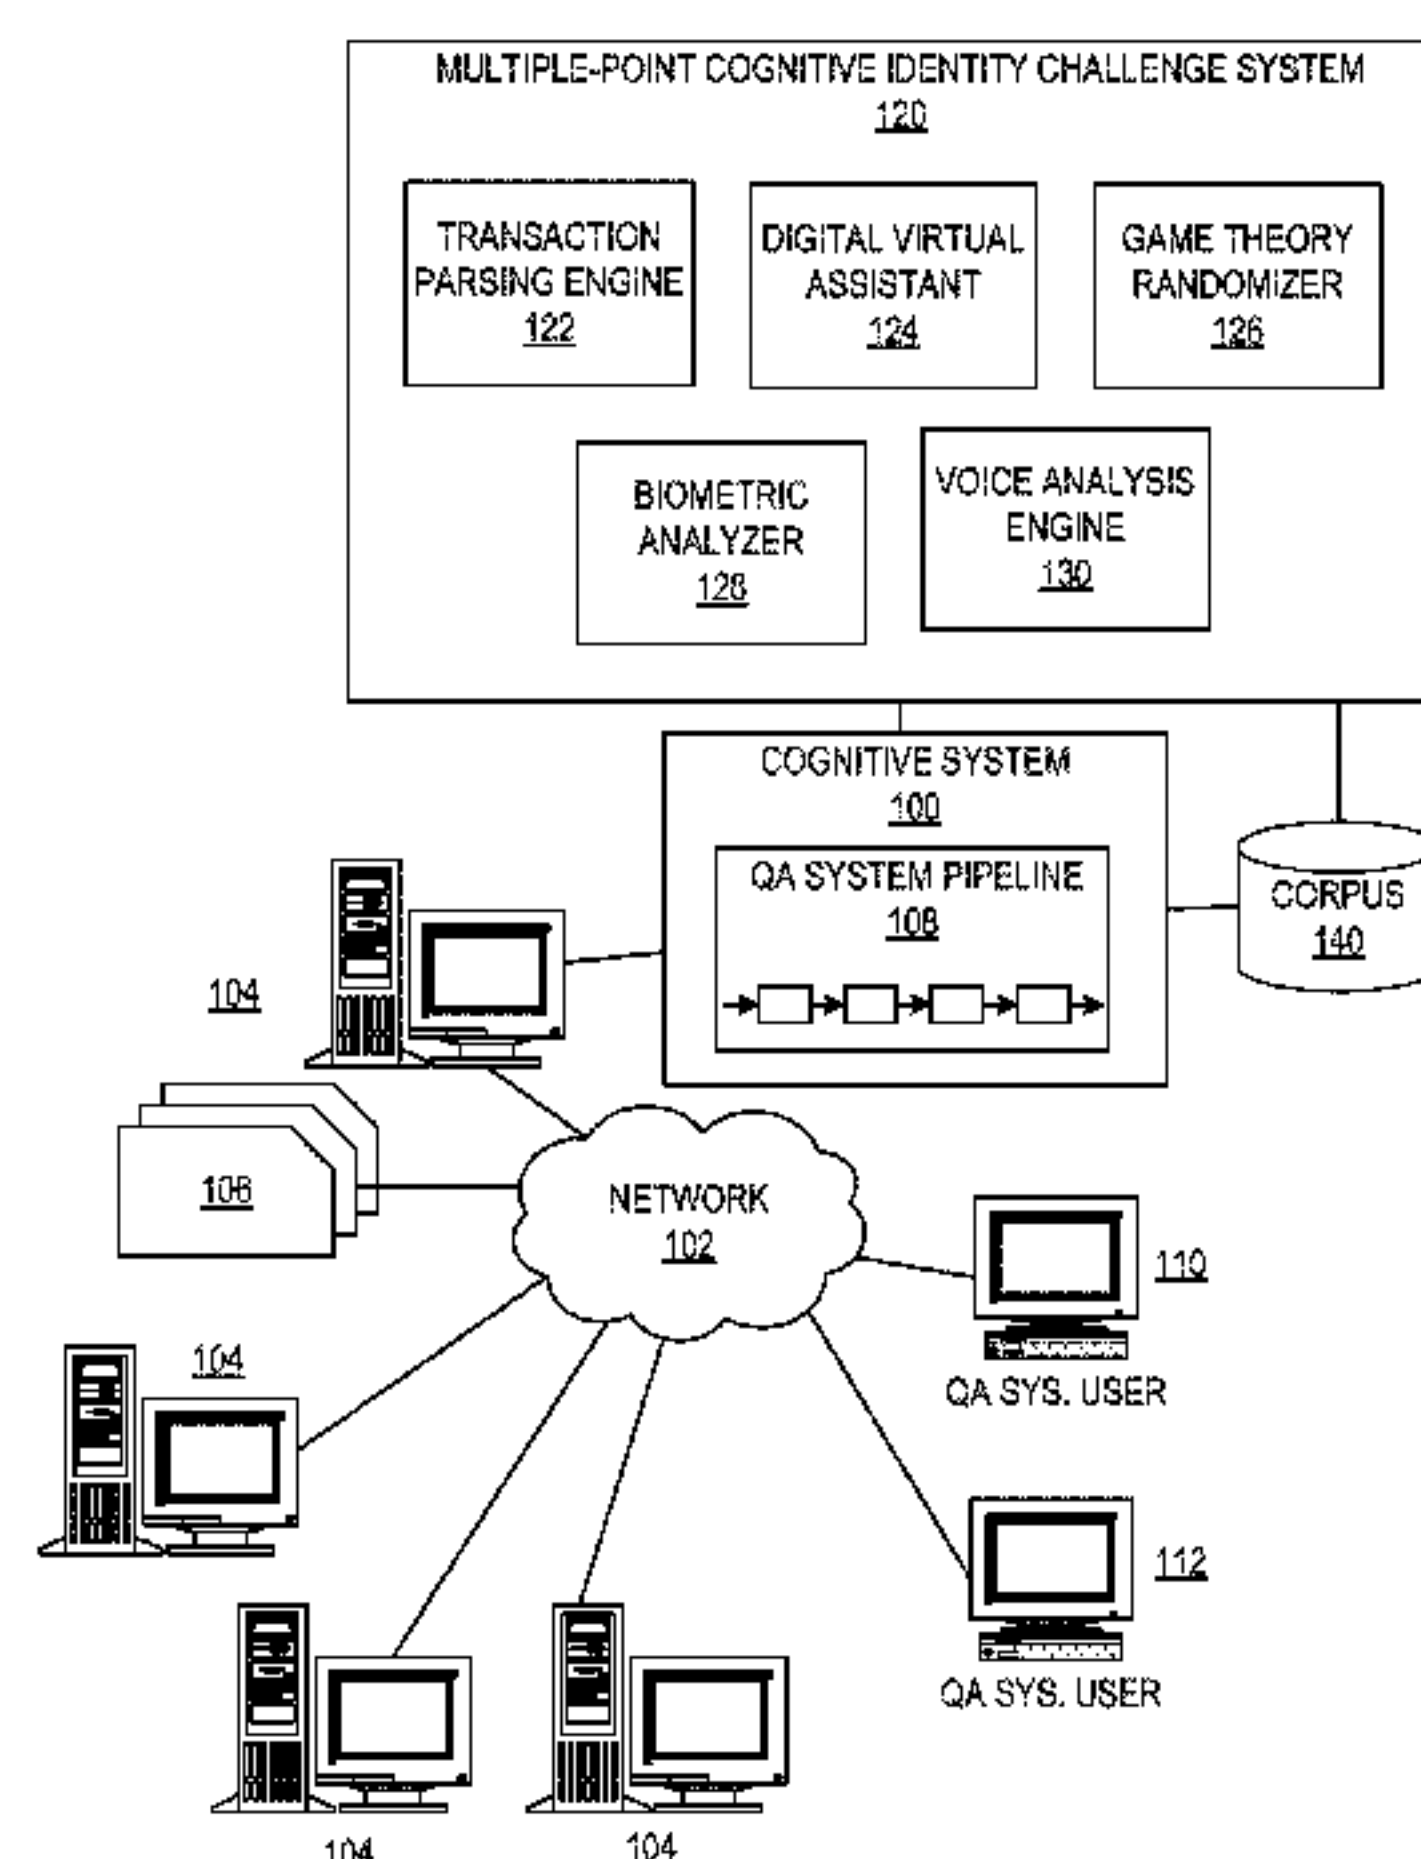 MULTIPLE-POINT COGNITIVE IDENTITY CHALLENGE SYSTEM
120
TRANSACTION
PARSING ENGINE
122
DIGITAL VIRTUAL
ASSISTANT
124
GAME THEORY
RANDOMIZER
126
BIOMETRIC
ANALYZER
128
VOICE ANALYSIS
ENGINE
130
COGNITIVE SYSTEM
100
QA SYSTEM PIPELINE
108
CORPUS
140
104
106
NETWORK
102
110
QA SYS. USER
104
112
QA SYS. USER
104
104